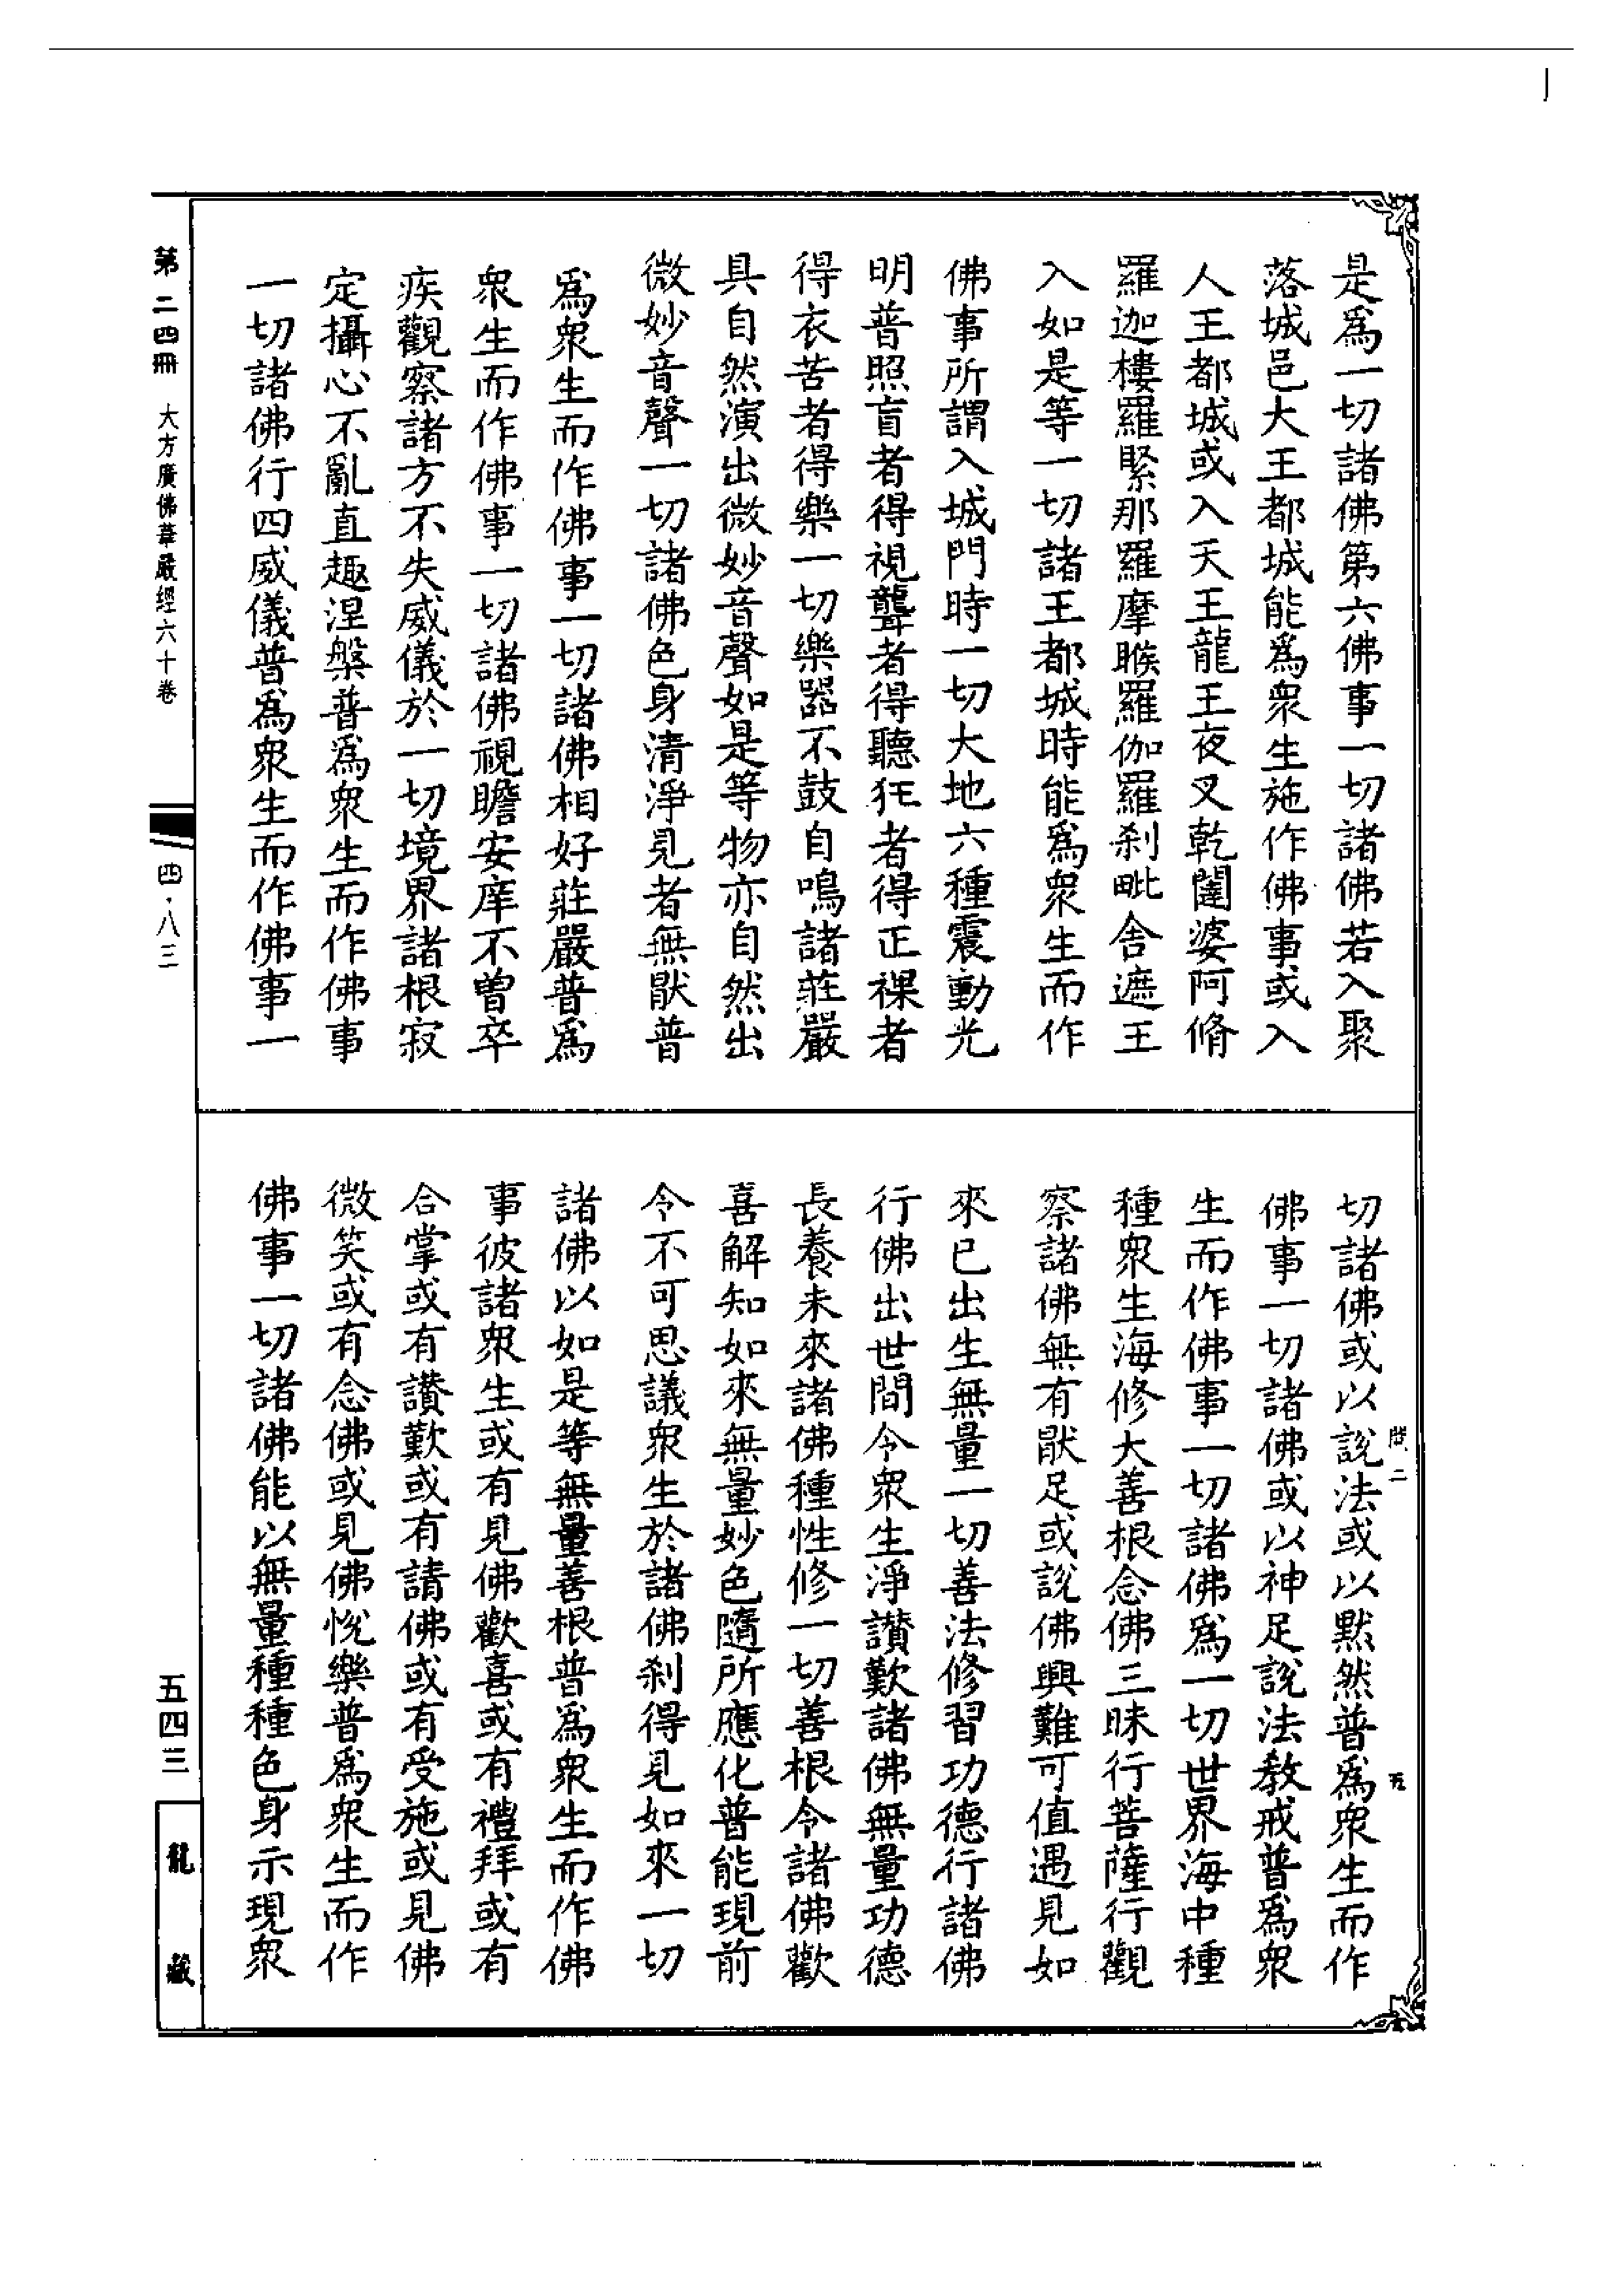 是爲一切諸佛第六佛事一切諸佛若入聚
落城邑大王都城能爲衆生施作佛事或入
人王都城或入天王龍王夜叉乾闥婆阿脩
羅迦樓羅緊那羅摩睺羅伽羅刹毗舍遮王
入如是等一切諸王都城時能爲衆生而作
佛事所謂入城門時一切大地六種震動光
明普照盲者得視聾者得聽狂者得正裸者
得衣苦者得樂一切樂器不鼓自鳴諸莊嚴
具自然演出微妙音聲如是等物亦自然出
微妙音聲一切諸佛色身清淨見者無猒普
爲衆生而作佛事一切諸佛相好莊嚴普爲
衆生而作佛事一切諸佛視瞻安庠不曾卒
疾觀察諸方不失威儀於一切境界諸根寂
定攝心不亂直趣涅槃普爲衆生而作佛事
一切諸佛行四威儀普爲衆生而作佛事一
切諸佛或以說法或以默然普爲衆生而作
佛事一切諸佛或以神足說法教戒普爲衆
生而作佛事一切諸佛爲一切世界海中種
種衆生海修大善根念佛三昧行菩薩行觀
察諸佛無有猒足或說佛興難可值遇見如
來已出生無量一切善法修習功德行諸佛
行佛出世間令衆生淨讃歎諸佛無量功德
長養未來諸佛種性修一切善根令諸佛歡
喜解知如來無量妙色隨所應化普能現前
令不可思議衆生於諸佛刹得見如來一切
諸佛以如是等無量善根普爲衆生而作佛
事彼諸衆生或有見佛歡喜或有禮拜或有
合掌或有讃歎或有請佛或有受施或見佛
微笑或有念佛或見佛悅樂普爲衆生而作
佛事一切諸佛能以無量種種色身示現衆
二
五
第二四冊 大方廣佛華嚴經六十卷
四·八三
五四三
龍藏